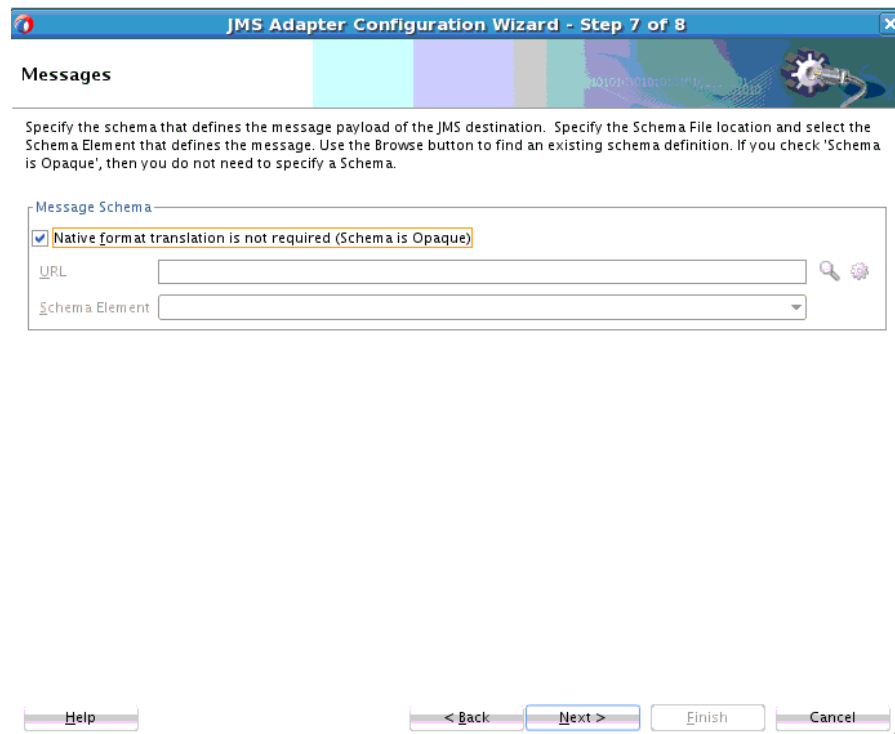 JMS Adapter Configuration Wizard - Step 7 of 8
Messages
Specify the schema that defines the message payload of the JMS destination. Specify the Schema File location and select the
Schema Element that defines the message. Use the Browse button to find an existing schema definition. If you check 'Schema
is Opaque', then you do not need to specify a Schema.
Message Schema
Native format translation is not required (Schema is Opaque)
URL
Schema Element
Help
< Back
Next >
Finish
Cancel